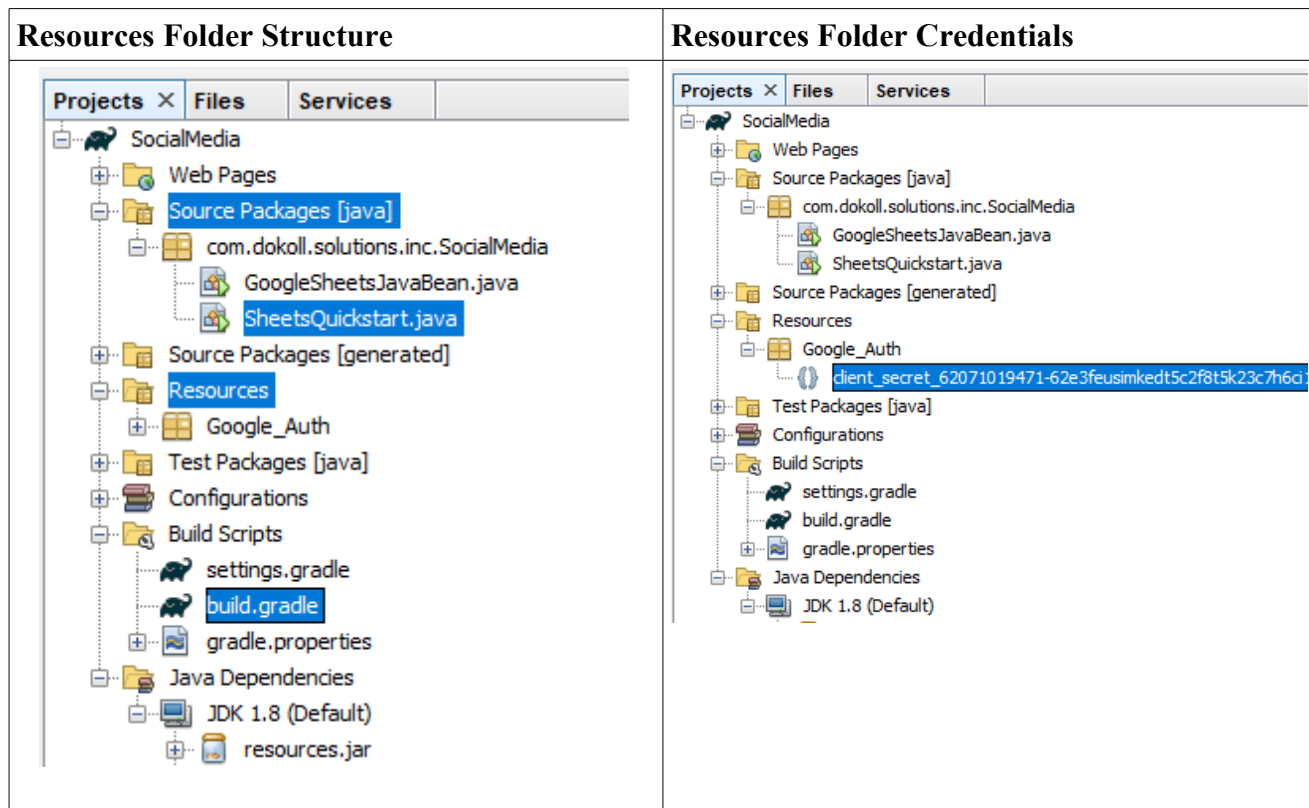 Resources Folder Structure
Projects × Files Services
SocialMedia
Web Pages
Source Packages [java]
com.dokoll.solutions.inc.SocialMedia
GoogleSheetsJavaBean.java
SheetsQuickstart.java
Source Packages [generated]
Resources
Google_Auth
Test Packages [java]
Configurations
Build Scripts
settings.gradle
build.gradle
gradle.properties
Java Dependencies
JDK 1.8 (Default)
resources.jar
Resources Folder Credentials
Projects × Files Services
SocialMedia
Web Pages
Source Packages [java]
com.dokoll.solutions.inc.SocialMedia
GoogleSheetsJavaBean.java
SheetsQuickstart.java
Source Packages [generated]
Resources
Google_Auth
client_secret_62071019471-62e3feusimkedt5c2f8t5k23c7h6ci1
Test Packages [java]
Configurations
Build Scripts
settings.gradle
build.gradle
gradle.properties
Java Dependencies
JDK 1.8 (Default)